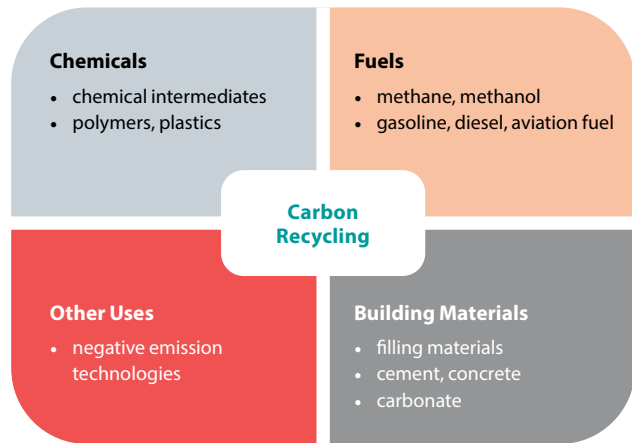 Chemicals
• chemical intermediates
• polymers, plastics
Fuels
• methane, methanol
• gasoline, diesel, aviation fuel
Carbon
Recycling
Other Uses
• negative emission
technologies
Building Materials
• filling materials
• cement, concrete
• carbonate